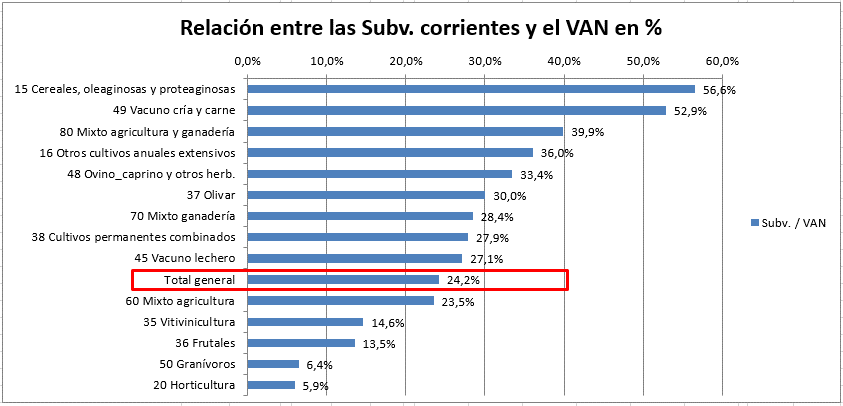 Relación entre las Subv. corrientes y el VAN en %
0,0% 10,0% 20,0% 30,0% 40,0% 50,0% 60,0%
15 Cereales, oleaginosas y proteaginosas 56,6%
49 Vacuno cría y carne 52,9%
80 Mixto agricultura y ganadería 39,9%
16 Otros cultivos anuales extensivos 36,0%
48 Ovino_caprino y otros herb. 33,4%
37 Olivar 30,0%
70 Mixto ganadería 28,4%
Subv. / VAN
38 Cultivos permanentes combinados 27,9%
45 Vacuno lechero 27,1%
Total general 24,2%
60 Mixto agricultura 23,5%
35 Vitivinicultura 14,6%
36 Frutales 13,5%
50 Granívoros 6,4%
20 Horticultura 5,9%